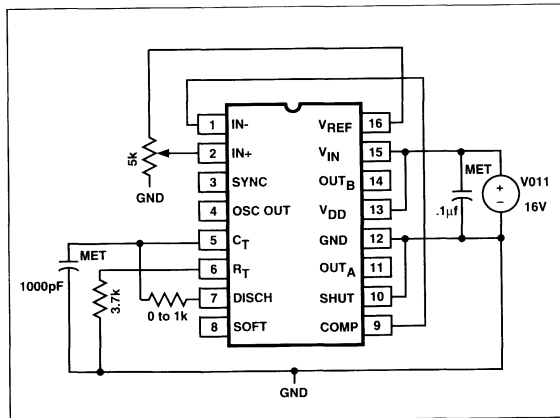 1 IN- VREF 16
2 IN+ VIN 15
3 SYNC OUTB 14
4 OSC OUT VDD 13
5 CT GND 12
6 RT OUTA 11
7 DISCH SHUT 10
8 SOFT COMP 9
5k
GND
MET
1000pF
3.7k
0 to 1k
MET
.1µf
V011
+
−
16V
GND